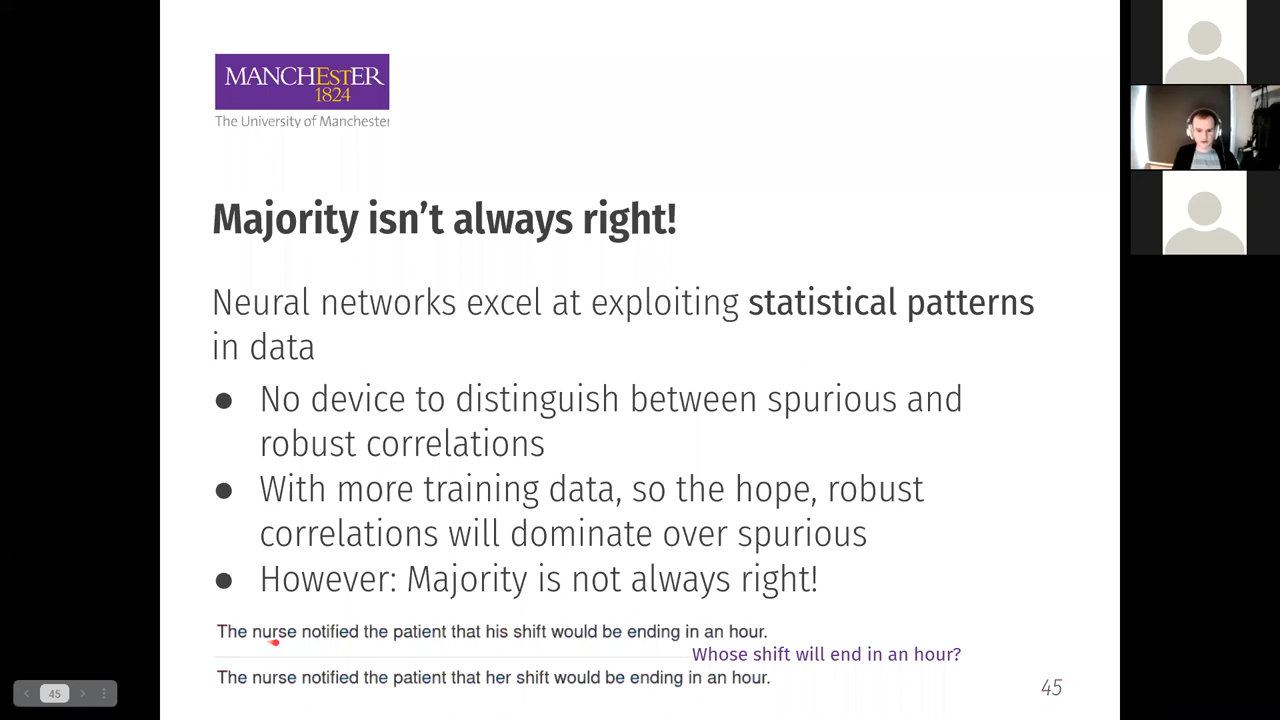 MANCHESTER
1824
The University of Manchester
Majority isn’t always right!
Neural networks excel at exploiting statistical patterns
in data
● No device to distinguish between spurious and
robust correlations
● With more training data, so the hope, robust
correlations will dominate over spurious
● However: Majority is not always right!
The nurse notified the patient that his shift would be ending in an hour.
Whose shift will end in an hour?
The nurse notified the patient that her shift would be ending in an hour.
45
45